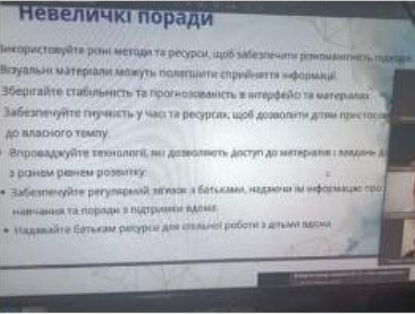 Невеличкі поради
Використовуйте різні методи та ресурси, щоб забезпечити різноманітність
Візуальні матеріали можуть полегшити сприйняття інформації.
Зберігайте стабільність та прогнозованість в інтерфейсі та матеріалах
Забезпечуйте гнучкість у часі та ресурсах, щоб дозволити дітям
до власного темпу
Впроваджуйте технології, які дозволяють доступ до матеріалів і завдань
з різним рівнем розвитку.
• Забезпечуйте регулярний зв'язок з батьками, надаючи їм інформацію про
навчання та поради з підтримки вдома.
• Надавайте батькам ресурси для спільної роботи з дітьми вдома